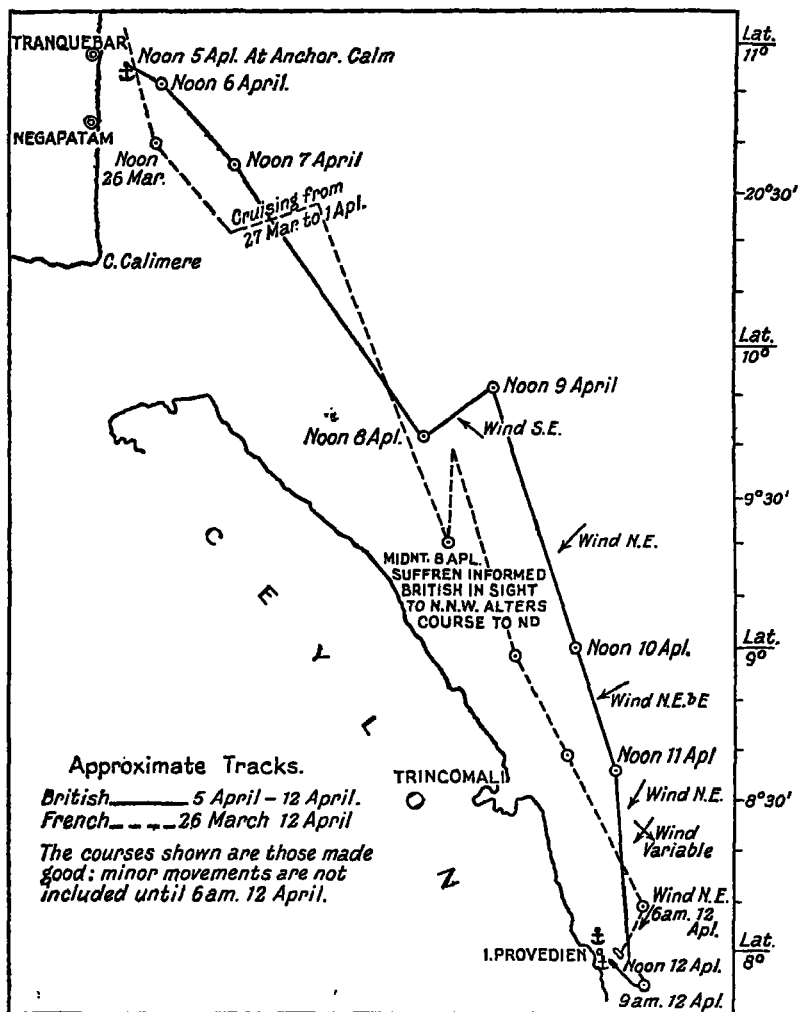 TRANQUEBAR
Noon 5 Apl. At Anchor. Calm
Noon 6 April.
NEGAPATAM
Noon
26 Mar.
Noon 7 April
Cruising from
27 Mar. to 1 Apl.
C. Calimere
Lat.
11°
20°30'
Lat.
10°
9°30'
Lat.
9°
8°30'
Lat.
8°
Noon 9 April
Noon 8 Apl.
Wind S.E.
Wind N.E.
MIDNT. 8 APL.
SUFFREN INFORMED
BRITISH IN SIGHT
TO N.N.W. ALTERS
COURSE TO ND
Noon 10 Apl.
Wind N.E.bE
Noon 11 Apl
Wind N.E.
Wind
Variable
Wind N.E.
6am. 12
Apl.
Noon 12 Apl.
9am. 12 Apl.
CEYLON
TRINCOMALI
I. PROVEDIEN
Approximate Tracks.
British 5 April – 12 April.
French 26 March 12 April
The courses shown are those made
good: minor movements are not
included until 6am. 12 April.